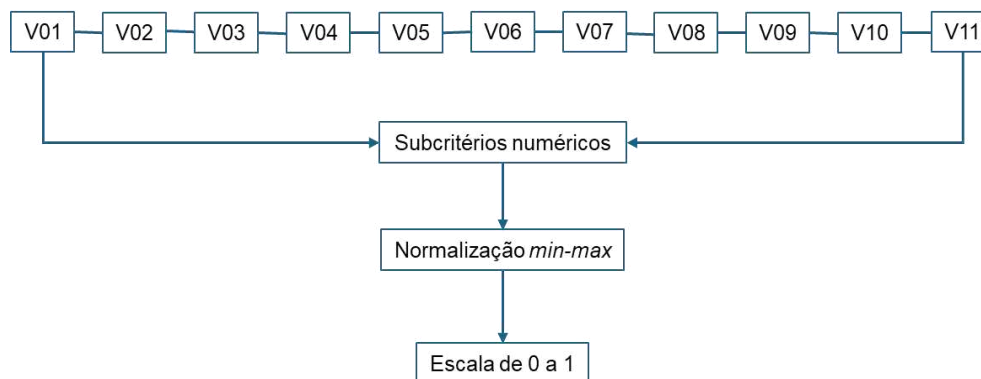 V01 V02 V03 V04 V05 V06 V07 V08 V09 V10 V11
Subcritérios numéricos
Normalização min-max
Escala de 0 a 1